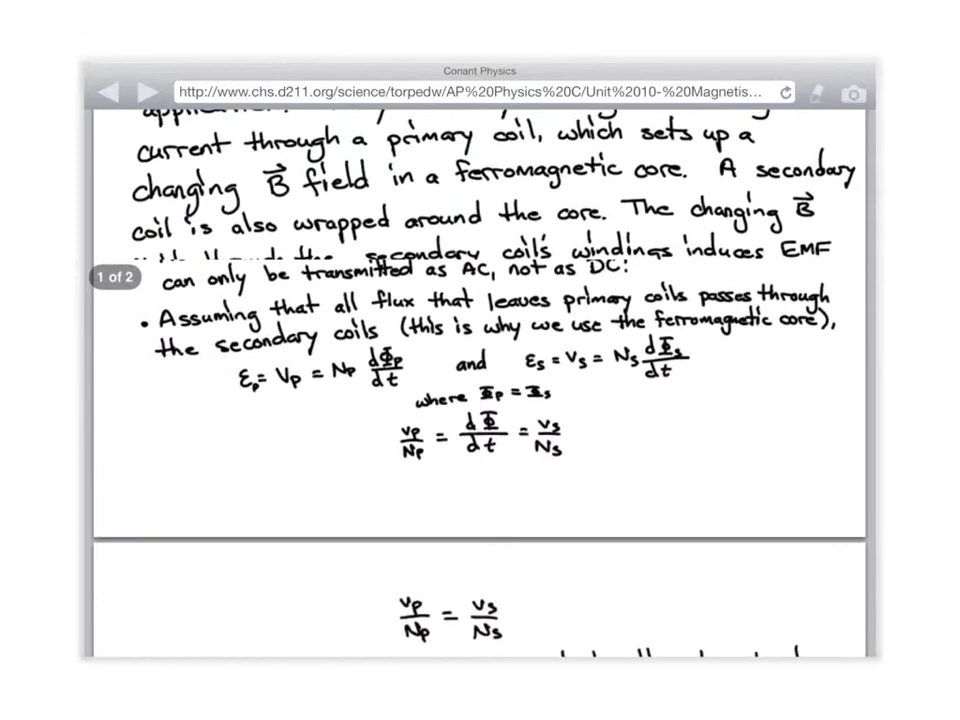 Conant Physics
http://www.chs.d211.org/science/torpedw/AP%20Physics%20C/Unit%2010-%20Magnetis...
current through a primary coil, which sets up a
changing B⃗ field in a ferromagnetic core. A secondary
coil is also wrapped around the core. The changing B⃗
secondary coil's windings induces EMF
1 of 2
can only be transmitted as AC, not as DC!
• Assuming that all flux that leaves primary coils passes through
the secondary coils (this is why we use the ferromagnetic core),
εp = Vp = Np dΦp/dt and εs = Vs = Ns dΦs/dt
where Φp = Φs
Vp/Np = dΦ/dt = Vs/Ns
Vp/Np = Vs/Ns